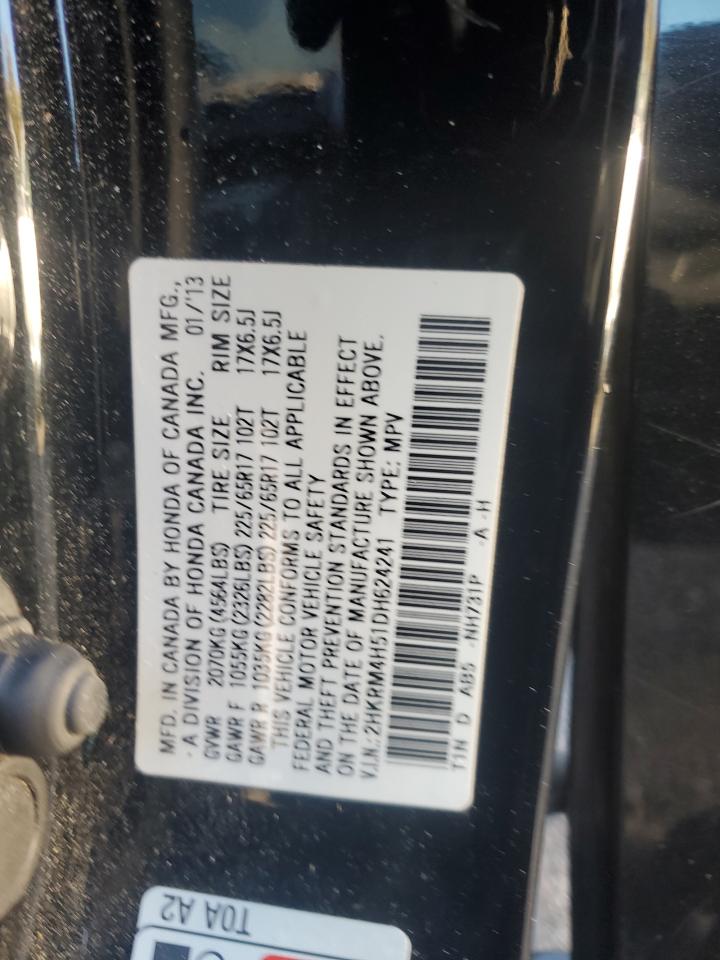 MFD. IN CANADA BY HONDA OF CANADA MFG.,
- A DIVISION OF HONDA CANADA INC. 01/'13
GVWR 2070KG (4564LBS) TIRE SIZE RIM SIZE
GAWR F 1055KG (2326LBS) 225/65R17 102T 17X6.5J
GAWR R 1035KG (2282LBS) 225/65R17 102T 17X6.5J
THIS VEHICLE CONFORMS TO ALL APPLICABLE
FEDERAL MOTOR VEHICLE SAFETY
AND THEFT PREVENTION STANDARDS IN EFFECT
ON THE DATE OF MANUFACTURE SHOWN ABOVE.
V.I.N.: 2HKRM4H51DH624241 TYPE: MPV
T1N D AB5 -NH731P -A -H
T0A A2